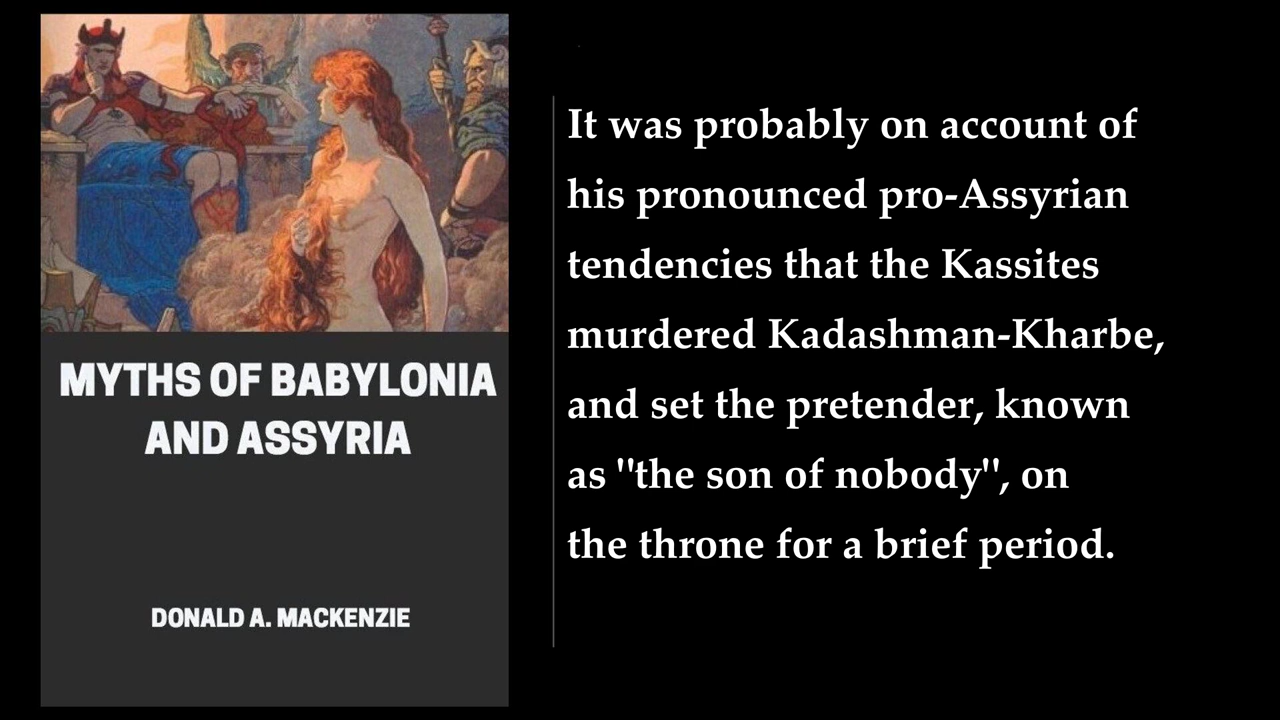 MYTHS OF BABYLONIA
AND ASSYRIA
DONALD A. MACKENZIE
It was probably on account of
his pronounced pro-Assyrian
tendencies that the Kassites
murdered Kadashman-Kharbe,
and set the pretender, known
as "the son of nobody", on
the throne for a brief period.